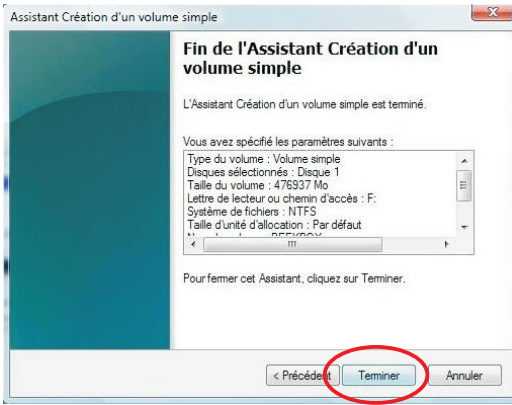 Assistant Création d'un volume simple
Fin de l'Assistant Création d'un
volume simple
L'Assistant Création d'un volume simple est terminé.
Vous avez spécifié les paramètres suivants :
Type du volume : Volume simple
Disques sélectionnés : Disque 1
Taille du volume : 476937 Mo
Lettre de lecteur ou chemin d'accès : F:
Système de fichiers : NTFS
Taille d'unité d'allocation : Par défaut
Pour fermer cet Assistant, cliquez sur Terminer.
< Précédent
Terminer
Annuler